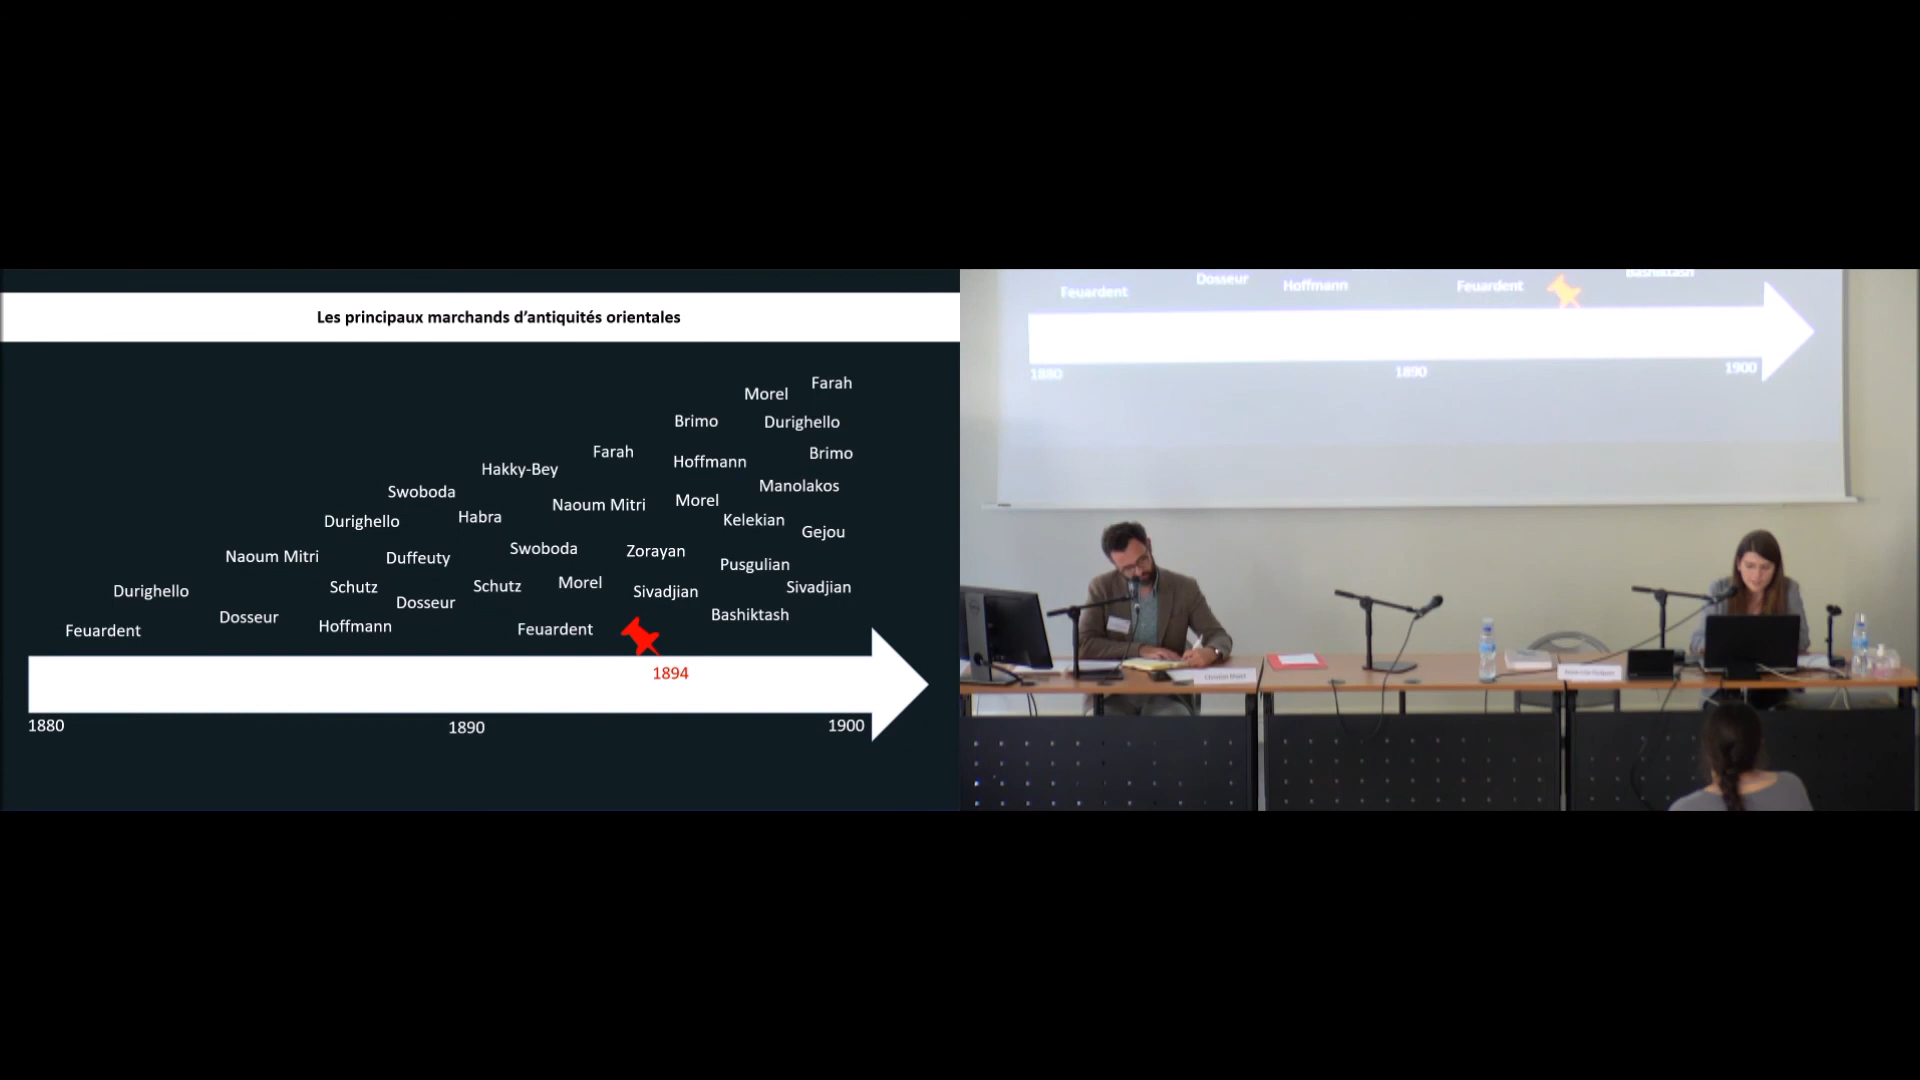 Les principaux marchands d’antiquités orientales
Farah
Morel
Brimo
Durighello
Farah
Brimo
Hakky-Bey
Hoffmann
Swoboda
Manolakos
Naoum Mitri
Morel
Durighello
Habra
Kelekian
Gejou
Naoum Mitri
Duffeuty
Swoboda
Zorayan
Pusgulian
Durighello
Schutz
Schutz
Morel
Sivadjian
Sivadjian
Dosseur
Dosseur
Bashiktash
Feuardent
Hoffmann
Feuardent
1894
1880
1890
1900
Bashiktash
Feuardent
Dosseur
Hoffmann
Feuardent
1880
1890
1900